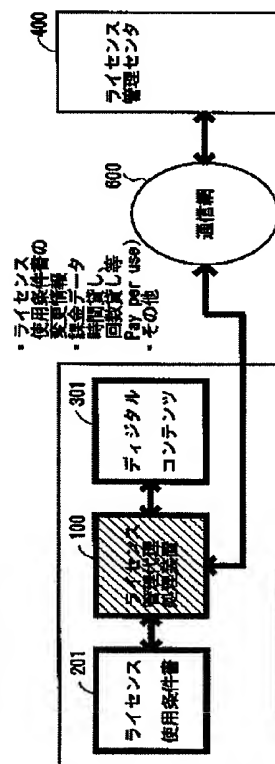 ・ライセンス
使用条件書の
変更情報
・課金データ
時間貸し、
回数貸し等
Pay per use)
・その他
400
ライセンス
管理センタ
600
通信網
301
ディジタル
コンテンツ
100
ライセンス
管理代理
処理装置
201
ライセンス
使用条件書